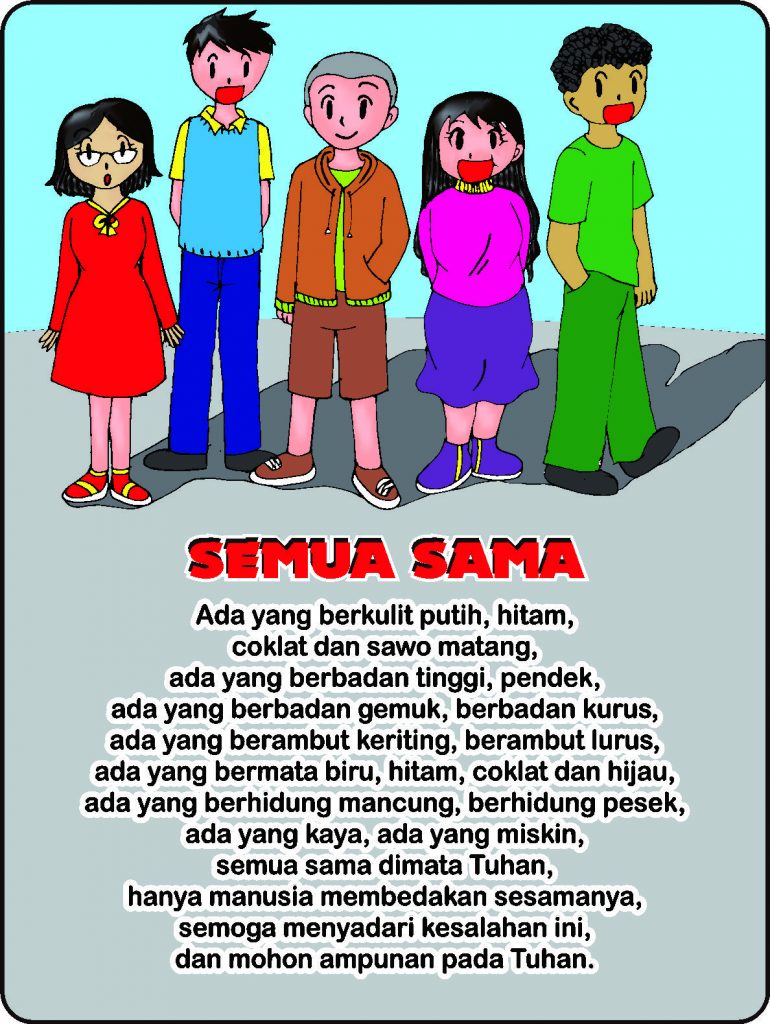 SEMUA SAMA
Ada yang berkulit putih, hitam,
coklat dan sawo matang,
ada yang berbadan tinggi, pendek,
ada yang berbadan gemuk, berbadan kurus,
ada yang berambut keriting, berambut lurus,
ada yang bermata biru, hitam, coklat dan hijau,
ada yang berhidung mancung, berhidung pesek,
ada yang kaya, ada yang miskin,
semua sama dimata Tuhan,
hanya manusia membedakan sesamanya,
semoga menyadari kesalahan ini,
dan mohon ampunan pada Tuhan.